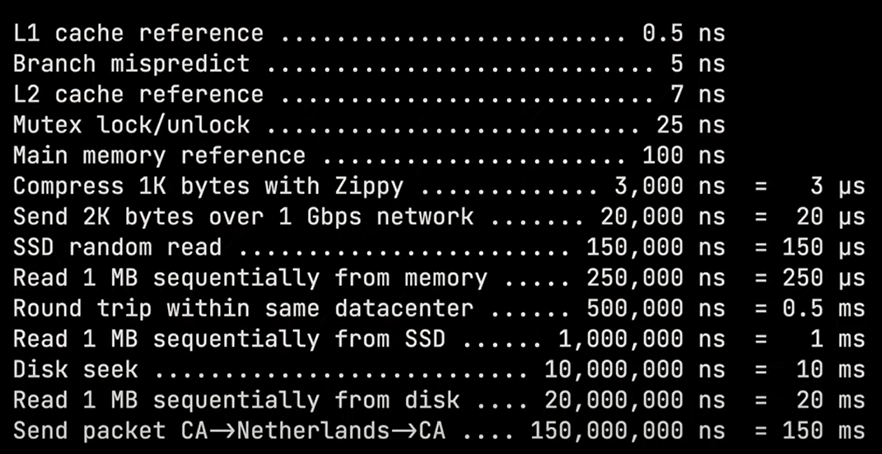 L1 cache reference ......................... 0.5 ns
Branch mispredict ............................ 5 ns
L2 cache reference ........................... 7 ns
Mutex lock/unlock ........................... 25 ns
Main memory reference ...................... 100 ns
Compress 1K bytes with Zippy ............. 3,000 ns  =   3 µs
Send 2K bytes over 1 Gbps network ....... 20,000 ns  =  20 µs
SSD random read ........................ 150,000 ns  = 150 µs
Read 1 MB sequentially from memory ..... 250,000 ns  = 250 µs
Round trip within same datacenter ...... 500,000 ns  = 0.5 ms
Read 1 MB sequentially from SSD ...... 1,000,000 ns  =   1 ms
Disk seek ........................... 10,000,000 ns  =  10 ms
Read 1 MB sequentially from disk .... 20,000,000 ns  =  20 ms
Send packet CA→Netherlands→CA .... 150,000,000 ns  = 150 ms